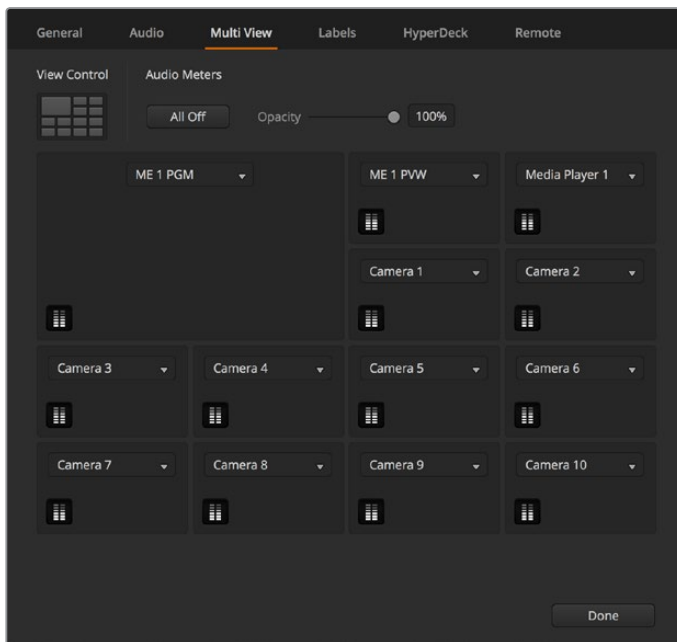 General Audio Multi View Labels HyperDeck Remote
View Control Audio Meters
All Off Opacity 100%
ME 1 PGM ME 1 PVW Media Player 1
Camera 1 Camera 2
Camera 3 Camera 4 Camera 5 Camera 6
Camera 7 Camera 8 Camera 9 Camera 10
Done